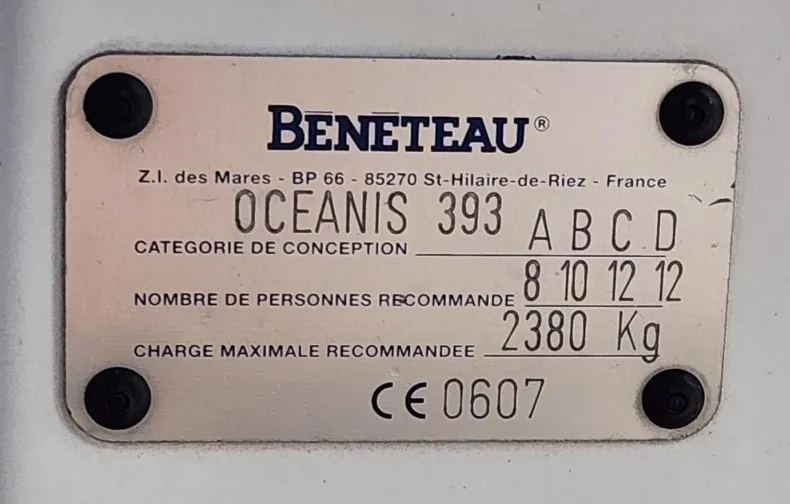 BENETEAU®
Z.I. des Mares - BP 66 - 85270 St-Hilaire-de-Riez - France
OCEANIS 393
CATEGORIE DE CONCEPTION A B C D
NOMBRE DE PERSONNES RECOMMANDE 8 10 12 12
CHARGE MAXIMALE RECOMMANDEE 2380 Kg
CE 0607